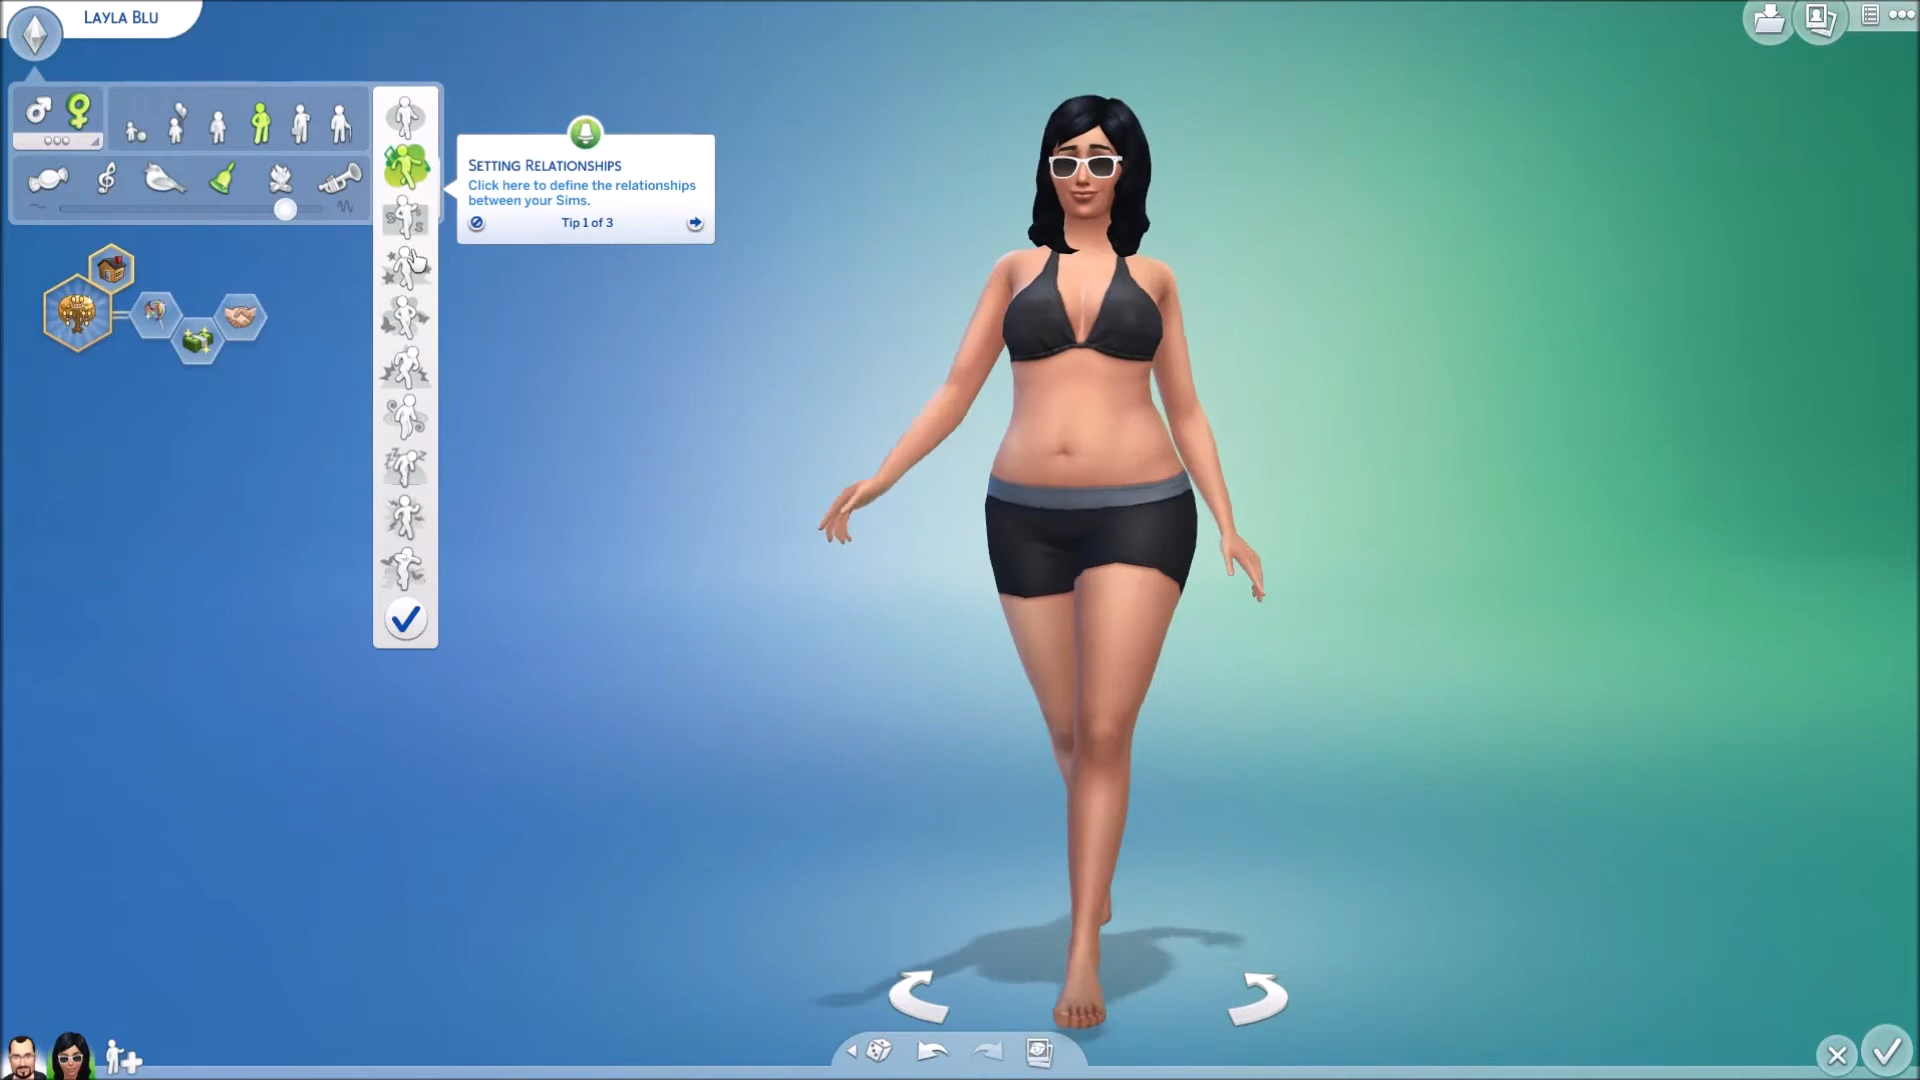 LAYLA BLU
SETTING RELATIONSHIPS
Click here to define the relationships
between your Sims.
Tip 1 of 3